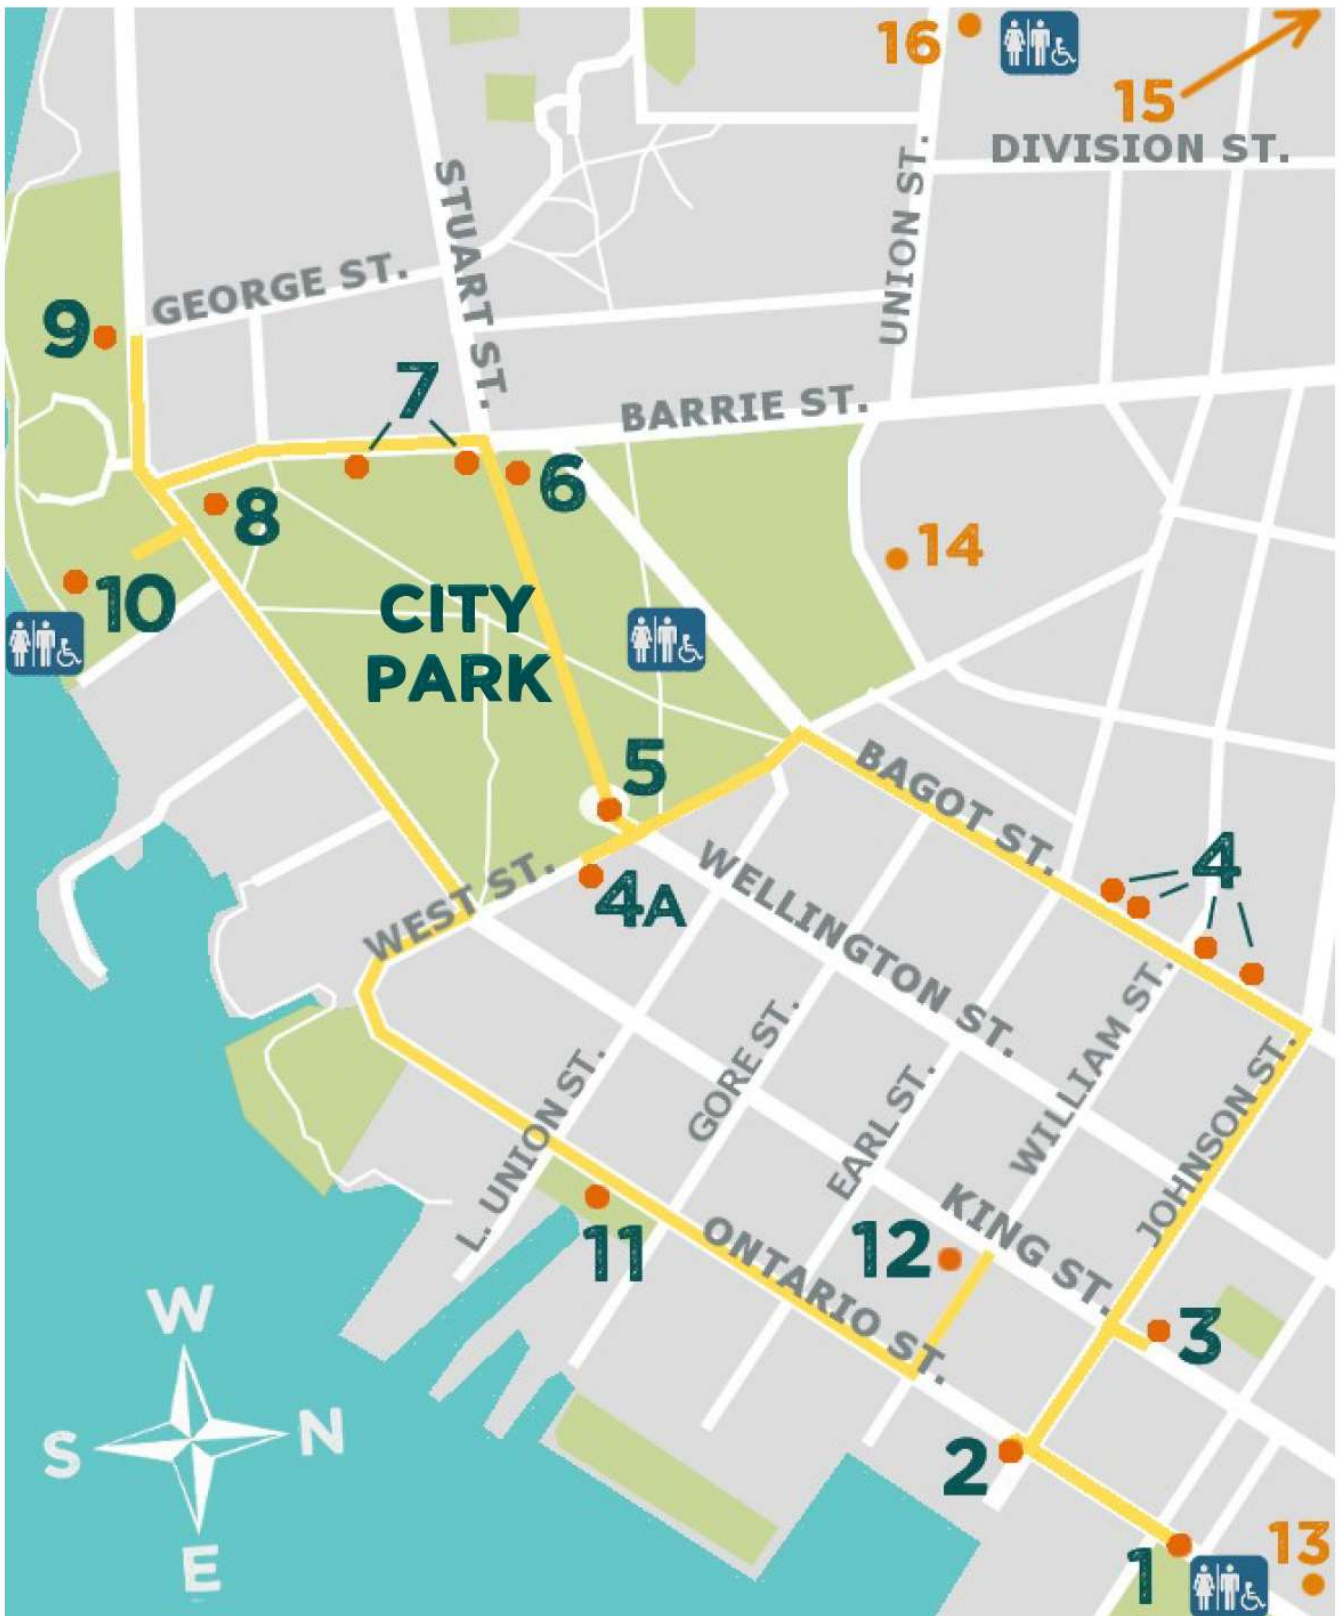 16
15
DIVISION ST.
STUART ST.
UNION ST.
GEORGE ST.
9
7
BARRIE ST.
6
8
14
CITY
PARK
10
5
BAGOT ST.
4
WEST ST.
4A
WELLINGTON ST.
L. UNION ST.
GORE ST.
EARL ST.
WILLIAM ST.
JOHNSON ST.
11
12
KING ST.
ONTARIO ST.
3
W
S
N
E
2
1
13